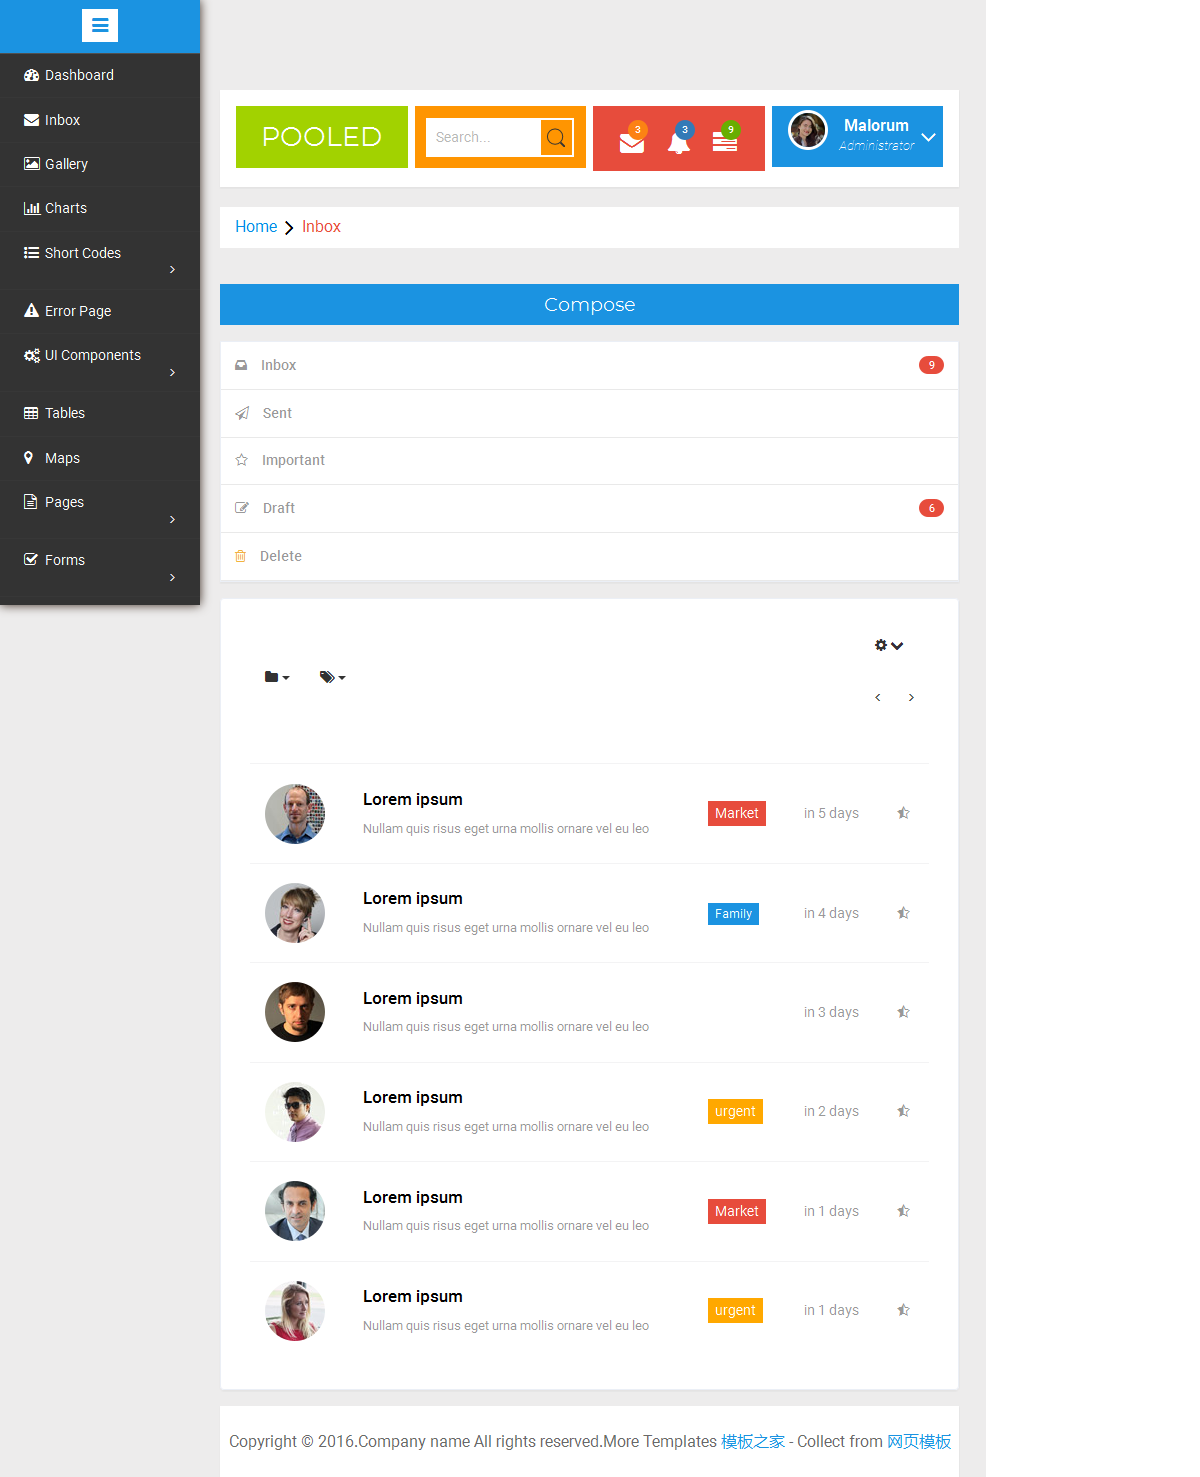 Dashboard
Inbox
Gallery
Charts
Short Codes
Error Page
UI Components
Tables
Maps
Pages
Forms
POOLED
Search...
3
3
9
Malorum
Administrator
Home
Inbox
Compose
Inbox 9
Sent
Important
Draft 6
Delete
Lorem ipsum
Nullam quis risus eget urna mollis ornare vel eu leo
Market in 5 days
Lorem ipsum
Nullam quis risus eget urna mollis ornare vel eu leo
Family in 4 days
Lorem ipsum
Nullam quis risus eget urna mollis ornare vel eu leo
in 3 days
Lorem ipsum
Nullam quis risus eget urna mollis ornare vel eu leo
urgent in 2 days
Lorem ipsum
Nullam quis risus eget urna mollis ornare vel eu leo
Market in 1 days
Lorem ipsum
Nullam quis risus eget urna mollis ornare vel eu leo
urgent in 1 days
Copyright © 2016.Company name All rights reserved.More Templates 模板之家 - Collect from 网页模板